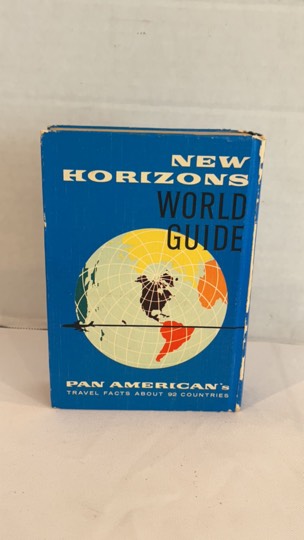 NEW
HORIZONS
WORLD
GUIDE
PAN AMERICAN's
TRAVEL FACTS ABOUT 92 COUNTRIES